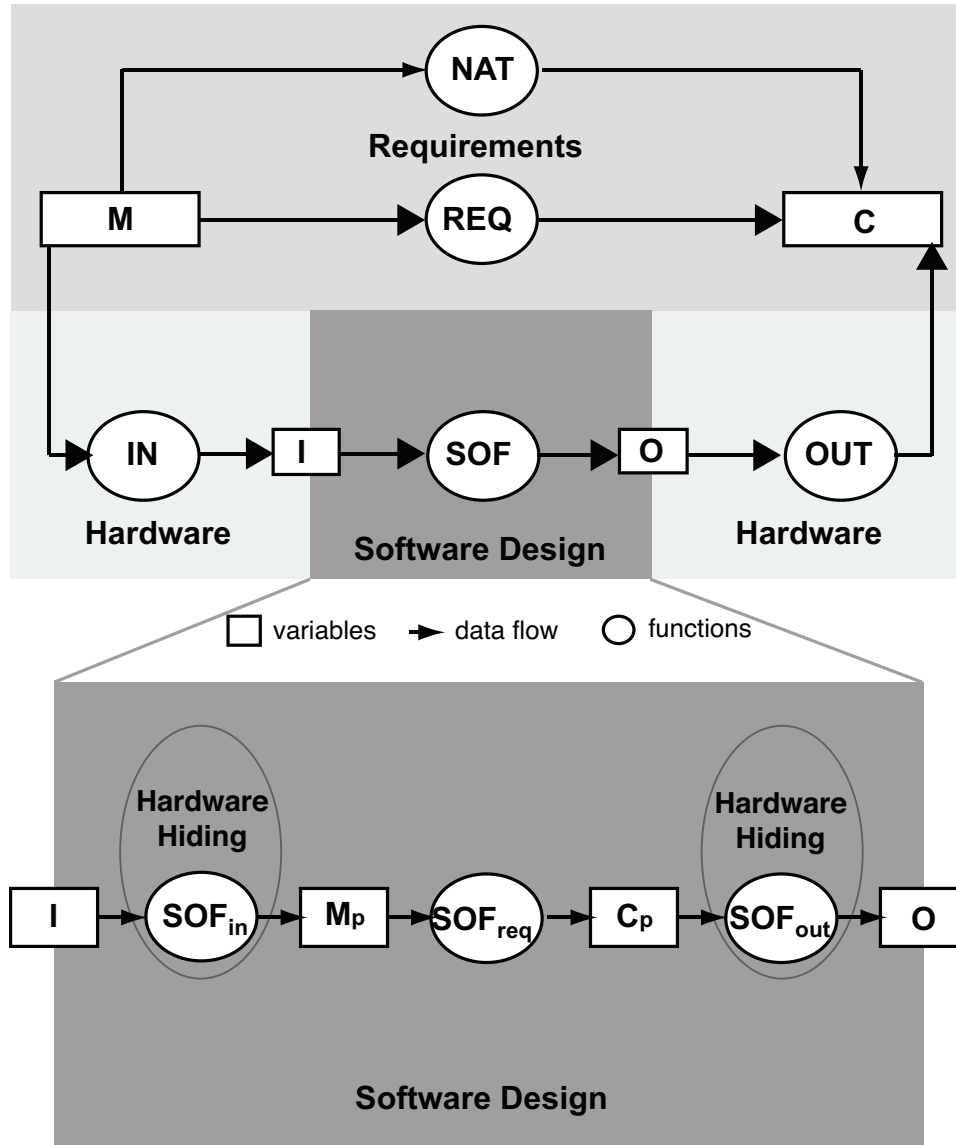 NAT
Requirements
M
REQ
C
IN
I
SOF
O
OUT
Hardware
Software Design
Hardware
variables
data flow
functions
Hardware
Hiding
Hardware
Hiding
I
SOFin
Mp
SOFreq
Cp
SOFout
O
Software Design